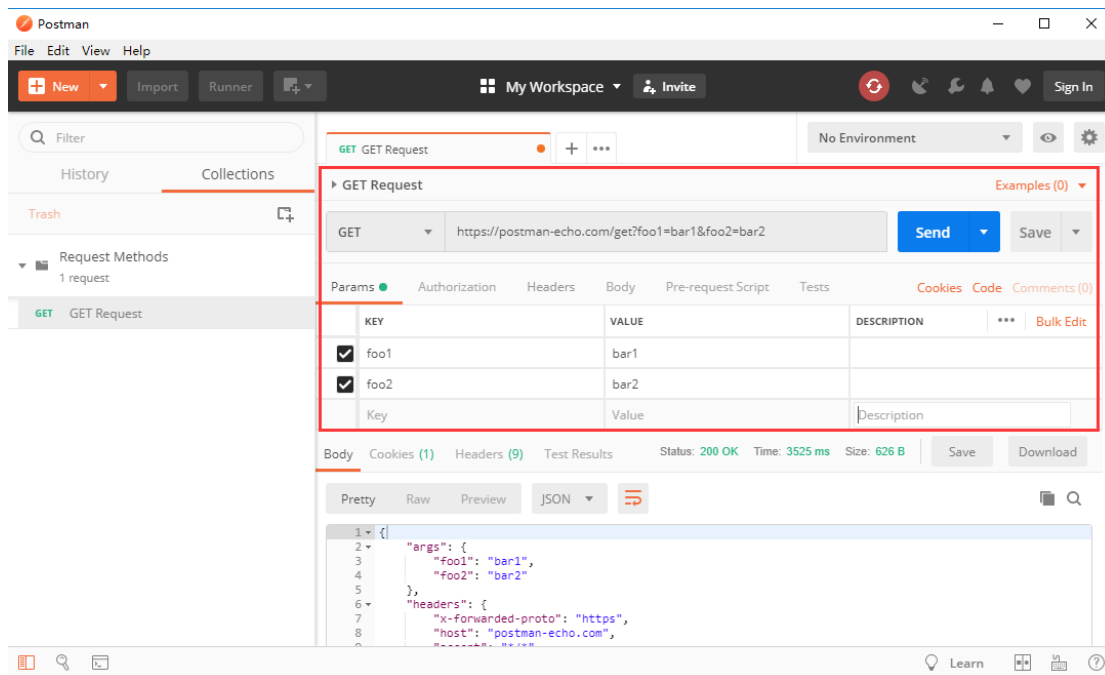 Postman
File Edit View Help
New Import Runner My Workspace Invite Sign In
Filter
History Collections
Trash
Request Methods
1 request
GET GET Request
GET GET Request No Environment
GET Request Examples (0)
GET https://postman-echo.com/get?foo1=bar1&foo2=bar2 Send Save
Params Authorization Headers Body Pre-request Script Tests Cookies Code Comments (0)
KEY VALUE DESCRIPTION Bulk Edit
foo1 bar1
foo2 bar2
Key Value Description
Body Cookies (1) Headers (9) Test Results Status: 200 OK Time: 3525 ms Size: 626 B Save Download
Pretty Raw Preview JSON
1 {
2 "args": {
3 "foo1": "bar1",
4 "foo2": "bar2"
5 },
6 "headers": {
7 "x-forwarded-proto": "https",
8 "host": "postman-echo.com",
Learn